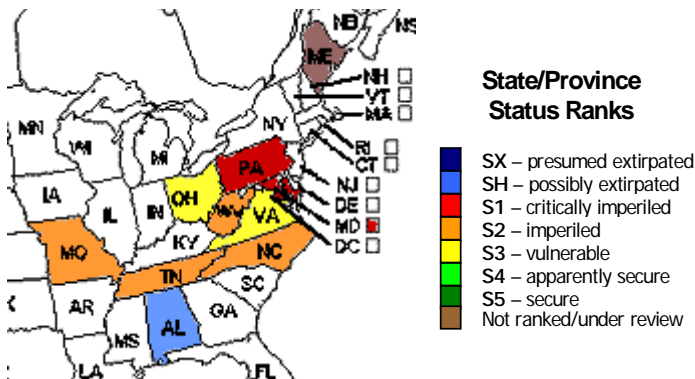 NB
NS
ME
NH
VT
MA
MN
WI
MI
NY
RI
CT
PA
NJ
IA
IL
IN
OH
DE
WV
VA
MD
DC
MO
KY
NC
TN
SC
AR
MS
AL
GA
LA
FL
State/Province
Status Ranks
SX – presumed extirpated
SH – possibly extirpated
S1 – critically imperiled
S2 – imperiled
S3 – vulnerable
S4 – apparently secure
S5 – secure
Not ranked/under review